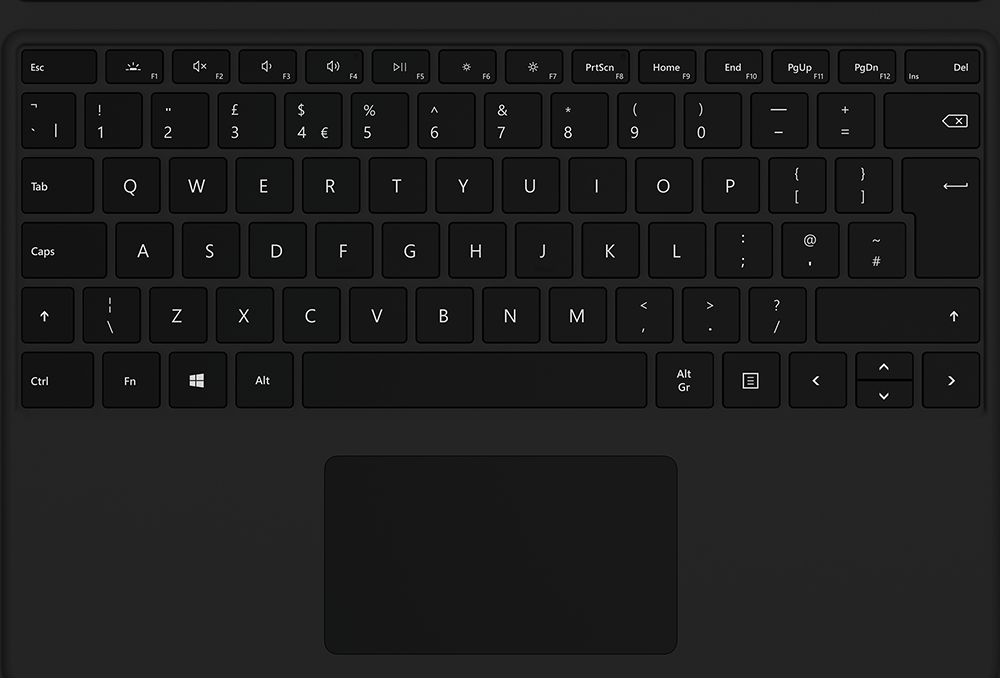 Esc F1 F2 F3 F4 F5 F6 F7 PrtScn F8 Home F9 End F10 PgUp F11 PgDn F12 Ins Del
¬ ! " £ $ % ^ & * ( ) — +
` | 1 2 3 4 € 5 6 7 8 9 0 - =
Tab Q W E R T Y U I O P { [ } ]
Caps A S D F G H J K L : ; @ ' ~ #
¦ \ Z X C V B N M < , > . ? /
Ctrl Fn Alt Alt Gr